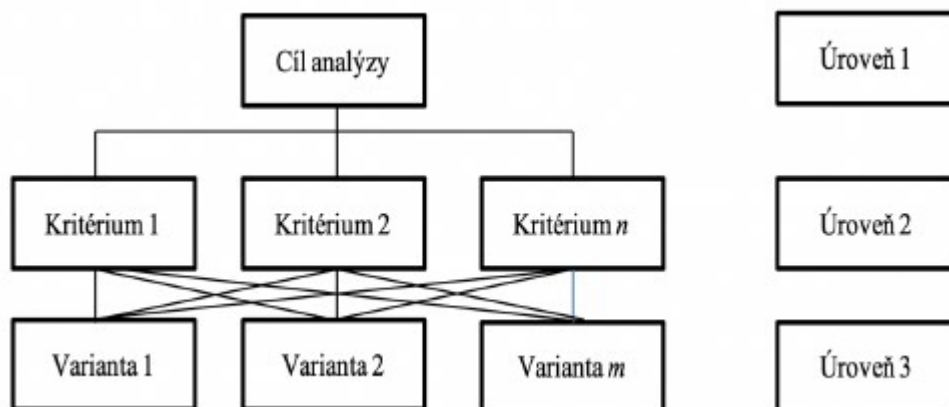 Cíl analýzy
Úroveň 1
Kritérium 1
Kritérium 2
Kritérium n
Úroveň 2
Varianta 1
Varianta 2
Varianta m
Úroveň 3